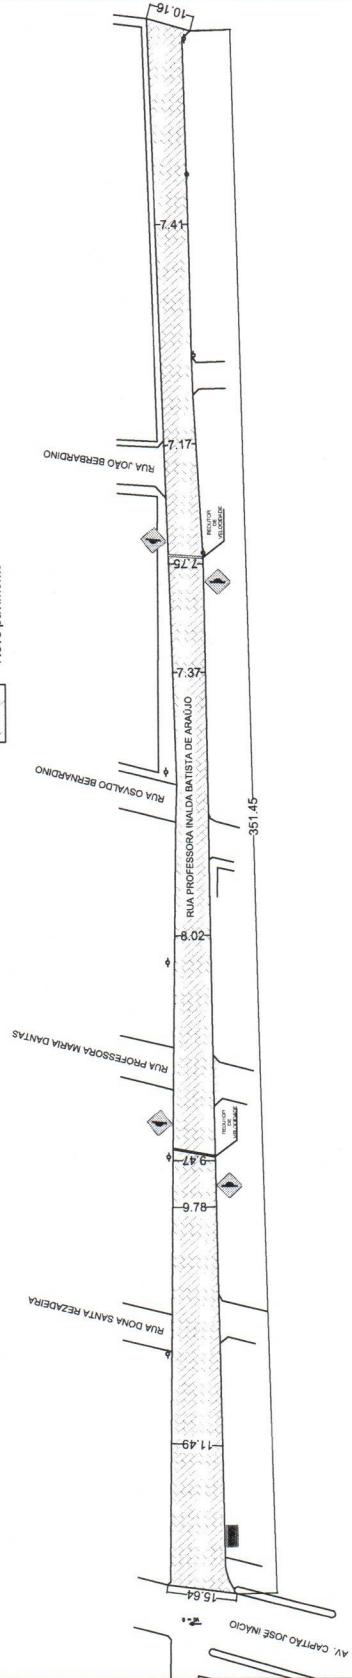 10.16
7.41
RUA JOÃO BERBARDINO
7.17
REDUTOR
DE
VELOCIDADE
7.75
7.37
RUA OSVALDO BERNARDINO
RUA PROFESSORA INALDA BATISTA DE ARAÚJO
351.45
8.02
RUA PROFESSORA MARIA DANTAS
REDUTOR
DE
VELOCIDADE
9.47
9.78
RUA DONA SANTA REZADEIRA
11.49
15.64
AV. CAPITÃO JOSÉ INÁCIO